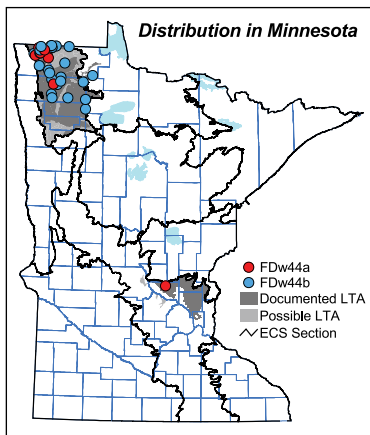 Distribution in Minnesota
FDw44a
FDw44b
Documented LTA
Possible LTA
ECS Section